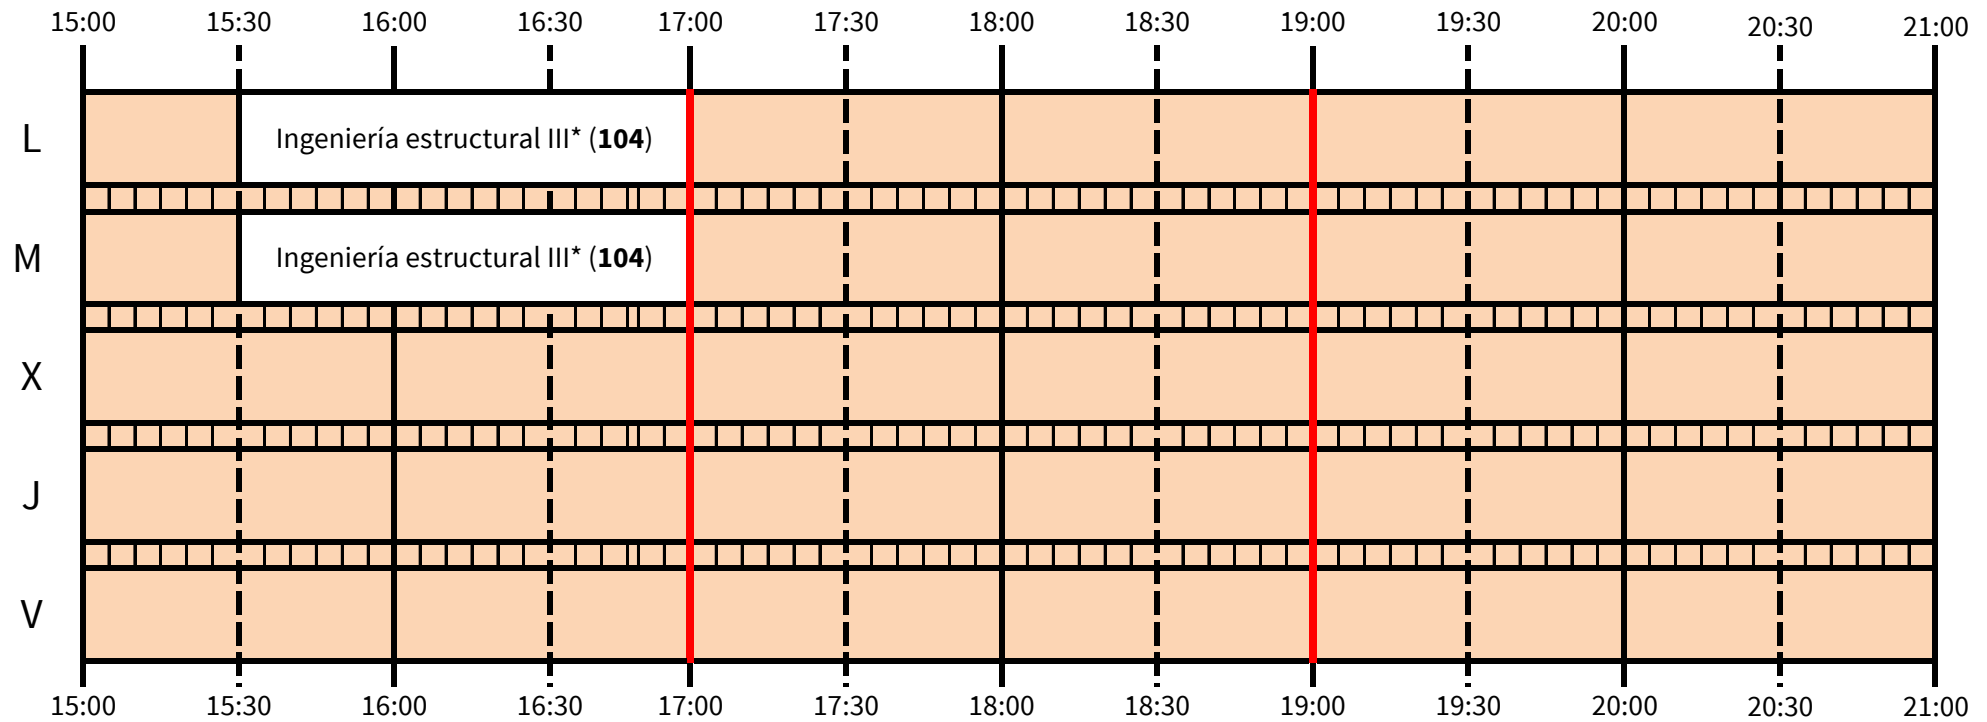 15:00 15:30 16:00 16:30 17:00 17:30 18:00 18:30 19:00 19:30 20:00 20:30 21:00
L Ingeniería estructural III* (104)
M Ingeniería estructural III* (104)
X
J
V
15:00 15:30 16:00 16:30 17:00 17:30 18:00 18:30 19:00 19:30 20:00 20:30 21:00